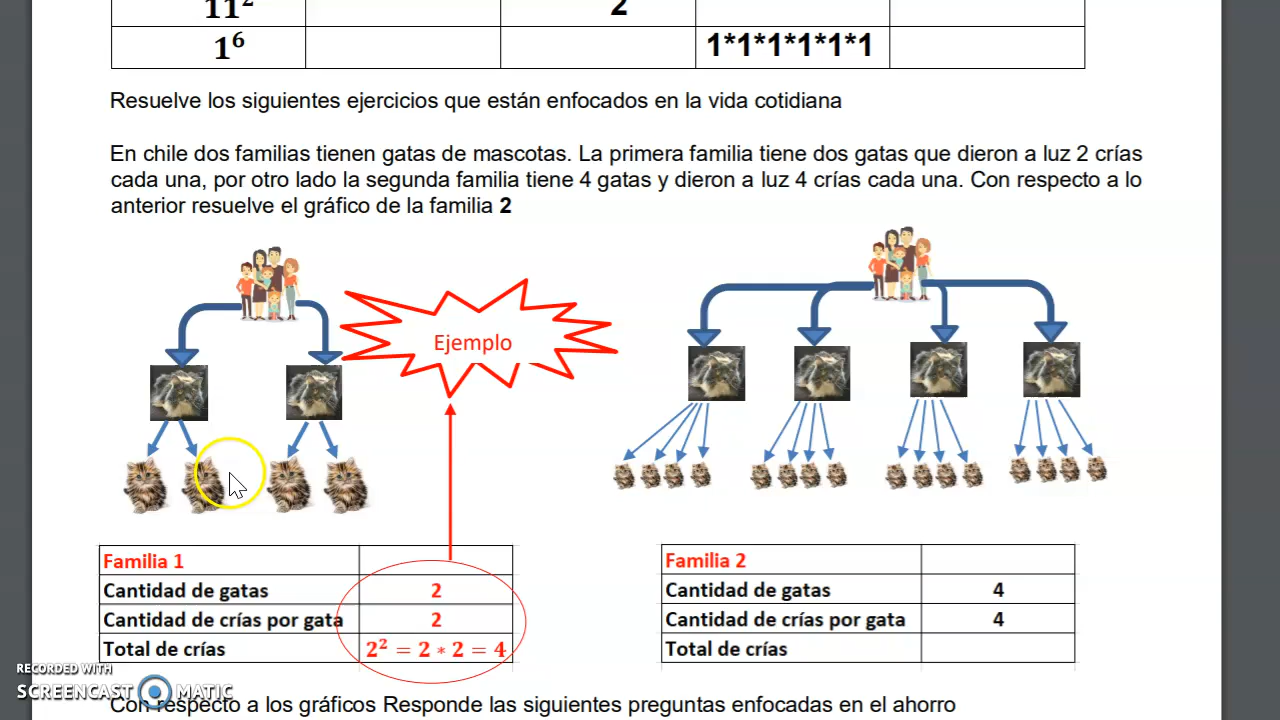 11² 2
1⁶ 1*1*1*1*1*1
Resuelve los siguientes ejercicios que están enfocados en la vida cotidiana
En chile dos familias tienen gatas de mascotas. La primera familia tiene dos gatas que dieron a luz 2 crías
cada una, por otro lado la segunda familia tiene 4 gatas y dieron a luz 4 crías cada una. Con respecto a lo
anterior resuelve el gráfico de la familia 2
Ejemplo
Familia 1
Cantidad de gatas 2
Cantidad de crías por gata 2
Total de crías 2² = 2 * 2 = 4
Familia 2
Cantidad de gatas 4
Cantidad de crías por gata 4
Total de crías
RECORDED WITH
SCREENCAST MATIC
Con respecto a los gráficos Responde las siguientes preguntas enfocadas en el ahorro